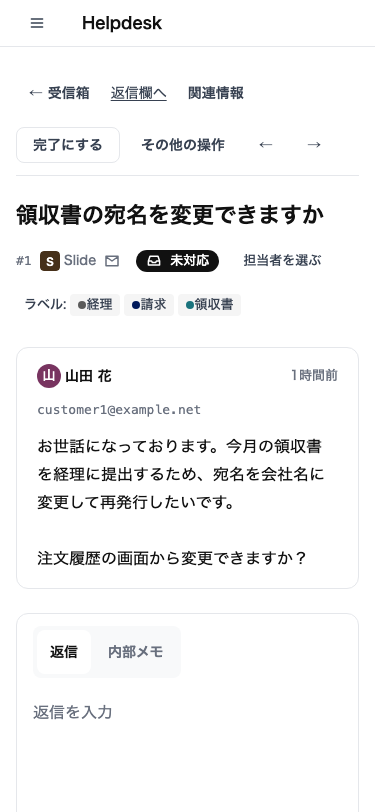 Helpdesk
← 受信箱 返信欄へ 関連情報
完了にする その他の操作 ← →
領収書の宛名を変更できますか
#1 S Slide 未対応 担当者を選ぶ
ラベル: 経理 請求 領収書
山 山田 花 1時間前
customer1@example.net
お世話になっております。今月の領収書
を経理に提出するため、宛名を会社名に
変更して再発行したいです。
注文履歴の画面から変更できますか？
返信 内部メモ
返信を入力